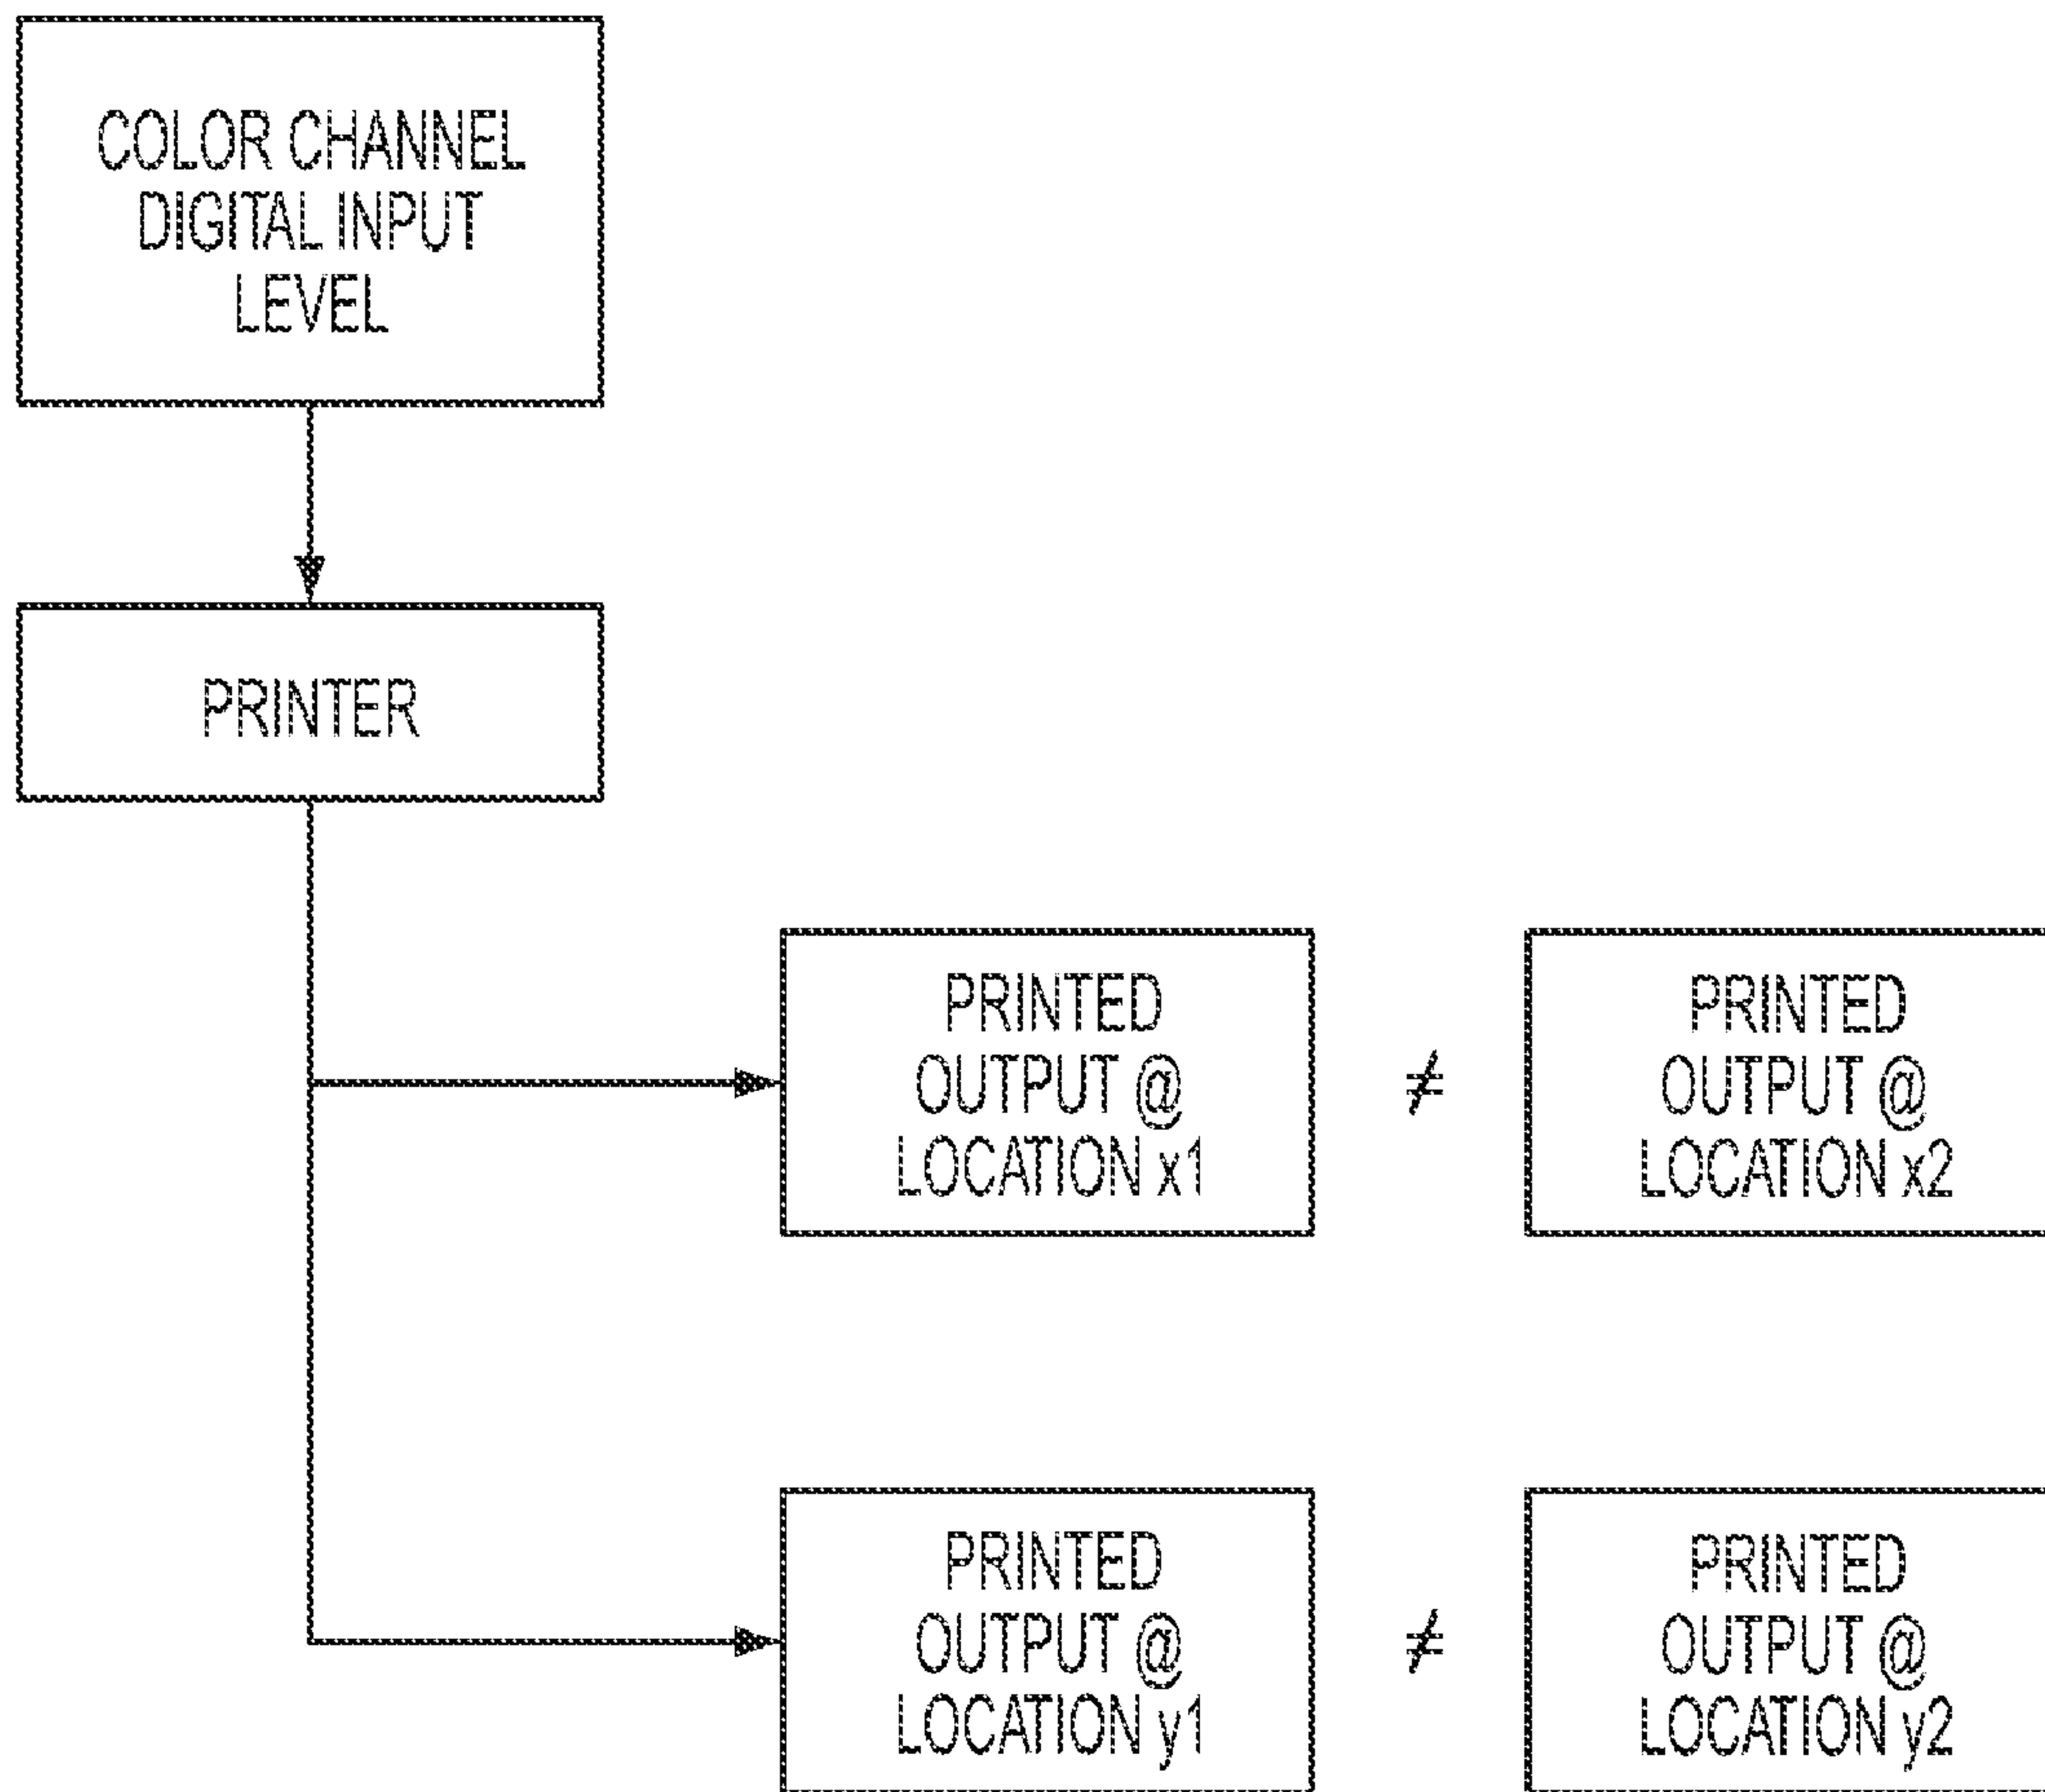 COLOR CHANNEL
DIGITAL INPUT
LEVEL
PRINTER
PRINTED
OUTPUT @
LOCATION x1
≠
PRINTED
OUTPUT @
LOCATION x2
PRINTED
OUTPUT @
LOCATION y1
≠
PRINTED
OUTPUT @
LOCATION y2